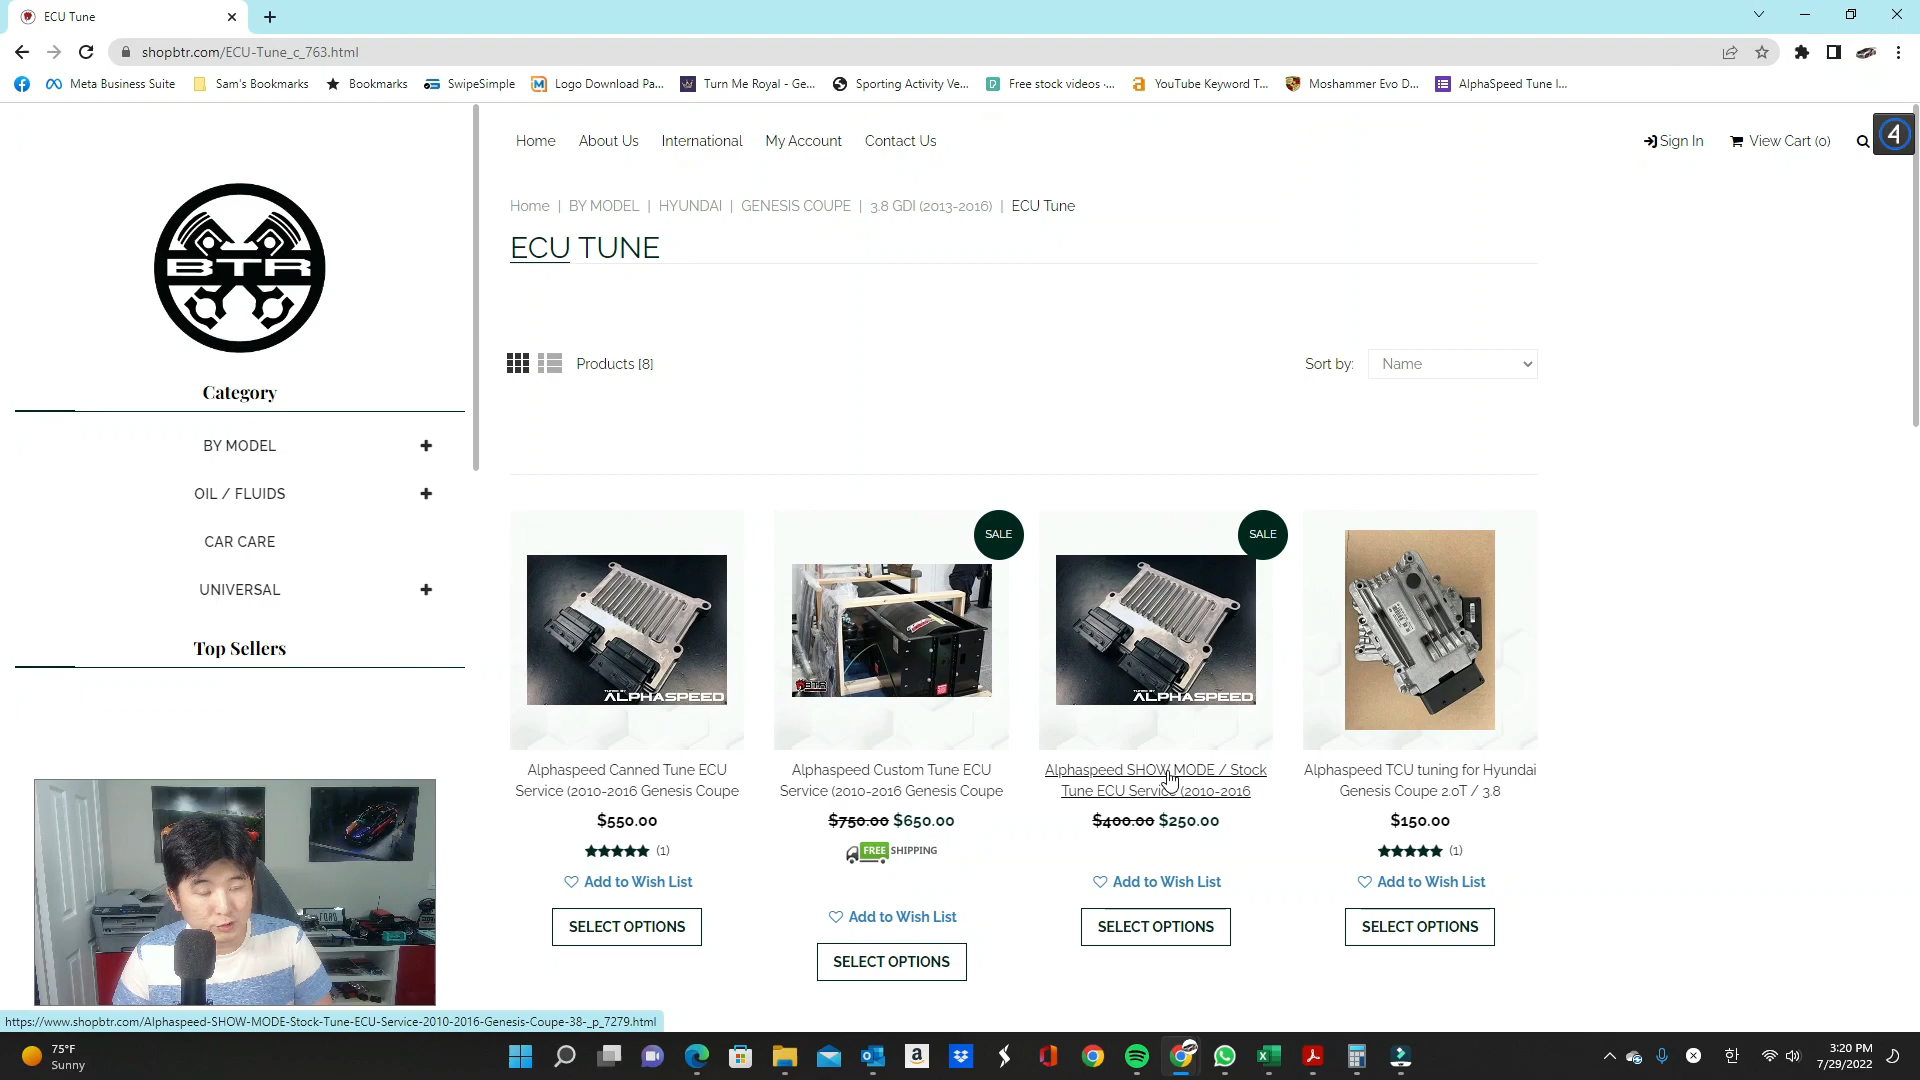 ECU Tune
shopbtr.com/ECU-Tune_c_763.html
Meta Business Suite
Sam's Bookmarks
Bookmarks
SwipeSimple
Logo Download Pa...
Turn Me Royal - Ge...
Sporting Activity Ve...
Free stock videos -...
YouTube Keyword T...
Moshammer Evo D...
AlphaSpeed Tune I...
Home
About Us
International
My Account
Contact Us
Sign In
View Cart (0)
4
BTR
Home | BY MODEL | HYUNDAI | GENESIS COUPE | 3.8 GDI (2013-2016) | ECU Tune
ECU TUNE
Products [8]
Sort by:
Name
Category
BY MODEL
OIL / FLUIDS
CAR CARE
UNIVERSAL
Top Sellers
ALPHASPEED
Alphaspeed Canned Tune ECU
Service (2010-2016 Genesis Coupe
$550.00
(1)
Add to Wish List
SELECT OPTIONS
SALE
BTR
Alphaspeed Custom Tune ECU
Service (2010-2016 Genesis Coupe
$750.00 $650.00
FREE SHIPPING
Add to Wish List
SELECT OPTIONS
SALE
ALPHASPEED
Alphaspeed SHOW MODE / Stock
Tune ECU Service (2010-2016
$400.00 $250.00
Add to Wish List
SELECT OPTIONS
Alphaspeed TCU tuning for Hyundai
Genesis Coupe 2.0T / 3.8
$150.00
(1)
Add to Wish List
SELECT OPTIONS
https://www.shopbtr.com/Alphaspeed-SHOW-MODE-Stock-Tune-ECU-Service-2010-2016-Genesis-Coupe-38-_p_7279.html
75°F
Sunny
한
3:20 PM
7/29/2022